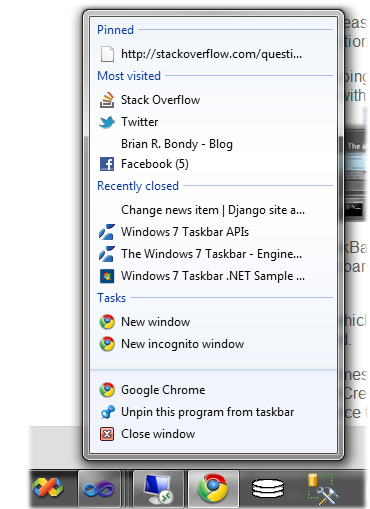 Pinned
http://stackoverflow.com/questi...
Most visited
Stack Overflow
Twitter
Brian R. Bondy - Blog
Facebook (5)
Recently closed
Change news item | Django site a...
Windows 7 Taskbar APIs
The Windows 7 Taskbar - Engine...
Windows 7 Taskbar .NET Sample ...
Tasks
New window
New incognito window
Google Chrome
Unpin this program from taskbar
Close window